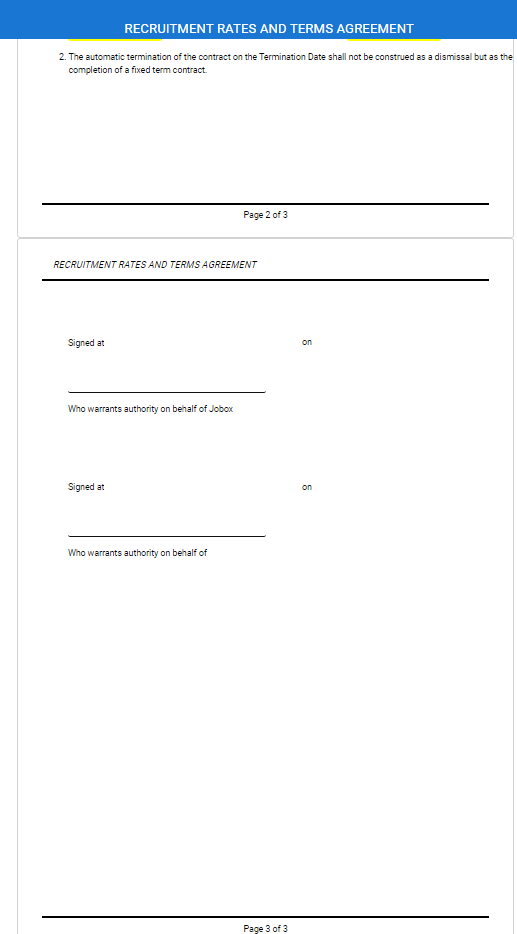 RECRUITMENT RATES AND TERMS AGREEMENT
2. The automatic termination of the contract on the Termination Date shall not be construed as a dismissal but as the
completion of a fixed term contract.
Page 2 of 3
RECRUITMENT RATES AND TERMS AGREEMENT
Signed at on
Who warrants authority on behalf of Jobox
Signed at on
Who warrants authority on behalf of
Page 3 of 3